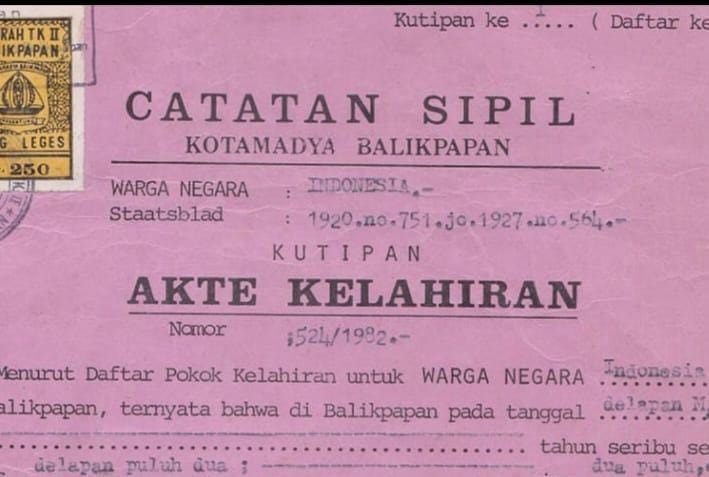 Kutipan ke ..1.. ( Daftar ke
RAH TK II
IKPAPAN
G LEGES
250
CATATAN SIPIL
KOTAMADYA BALIKPAPAN
WARGA NEGARA : INDONESIA.-
Staatsblad : 1920.no.751.jo.1927.no.564.-
KUTIPAN
AKTE KELAHIRAN
Nomor ;524/1982.-
Menurut Daftar Pokok Kelahiran untuk WARGA NEGARA Indonesia
alikpapan, ternyata bahwa di Balikpapan pada tanggal delapan M
tahun seribu se
delapan puluh dua ; dua puluh,